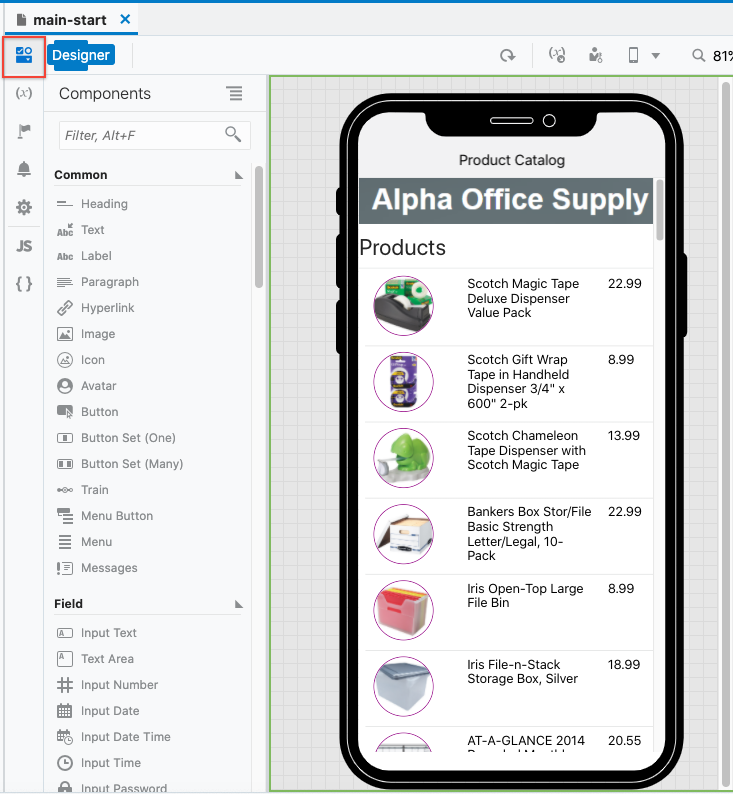 main-start
Designer
81%
(x)
JS
{ }
Components
Filter, Alt+F
Common
Heading
Abc Text
Abc Label
Paragraph
Hyperlink
Image
Icon
Avatar
Button
Button Set (One)
Button Set (Many)
Train
Menu Button
Menu
Messages
Field
Input Text
Text Area
Input Number
Input Date
Input Date Time
Input Time
Input Password
Product Catalog
Alpha Office Supply
Products
Scotch Magic Tape 22.99
Deluxe Dispenser
Value Pack
Scotch Gift Wrap 8.99
Tape in Handheld
Dispenser 3/4" x
600" 2-pk
Scotch Chameleon 13.99
Tape Dispenser with
Scotch Magic Tape
Bankers Box Stor/File 22.99
Basic Strength
Letter/Legal, 10-
Pack
Iris Open-Top Large 8.99
File Bin
Iris File-n-Stack 18.99
Storage Box, Silver
AT-A-GLANCE 2014 20.55